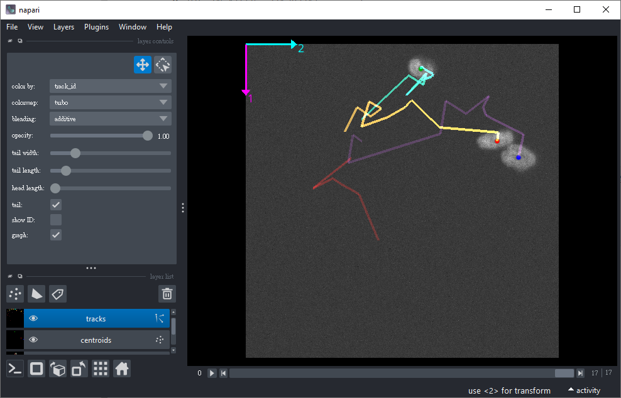 napari
File View Layers Plugins Window Help
layer controls
color by: track_id
colormap: turbo
blending: additive
opacity: 1.00
tail width:
tail length:
head length:
tail:
show ID:
graph:
layer list
tracks
centroids
2
1
0 17 17
use <2> for transform activity